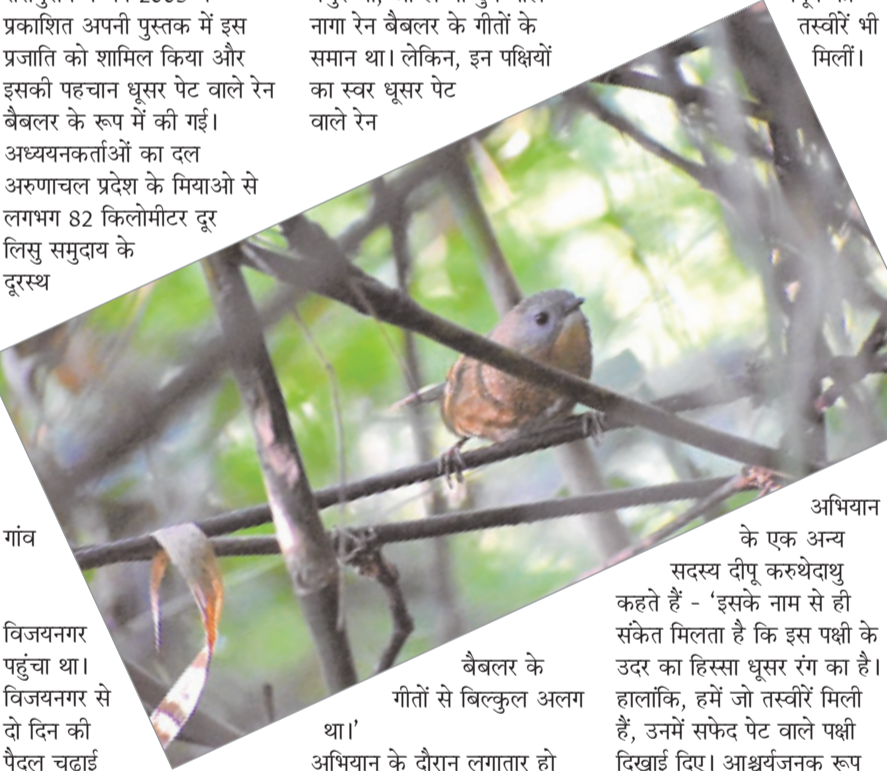 प्रकाशित अपनी पुस्तक में इस
प्रजाति को शामिल किया और
इसकी पहचान धूसर पेट वाले रेन
बैबलर के रूप में की गई।
अध्ययनकर्ताओं का दल
अरुणाचल प्रदेश के मियाओ से
लगभग 82 किलोमीटर दूर
लिसु समुदाय के
दूरस्थ
गांव
विजयनगर
पहुंचा था।
विजयनगर से
दो दिन की
पैदल चढ़ाई
नागा रेन बैबलर के गीतों के
समान था। लेकिन, इन पक्षियों
का स्वर धूसर पेट
वाले रेन
बैबलर के
गीतों से बिल्कुल अलग
था।’
अभियान के दौरान लगातार हो
तस्वीरें भी
मिलीं।
अभियान
के एक अन्य
सदस्य दीपू करुथेदाथु
कहते हैं - ‘इसके नाम से ही
संकेत मिलता है कि इस पक्षी के
उदर का हिस्सा धूसर रंग का है।
हालांकि, हमें जो तस्वीरें मिली
हैं, उनमें सफेद पेट वाले पक्षी
दिखाई दिए। आश्चर्यजनक रूप